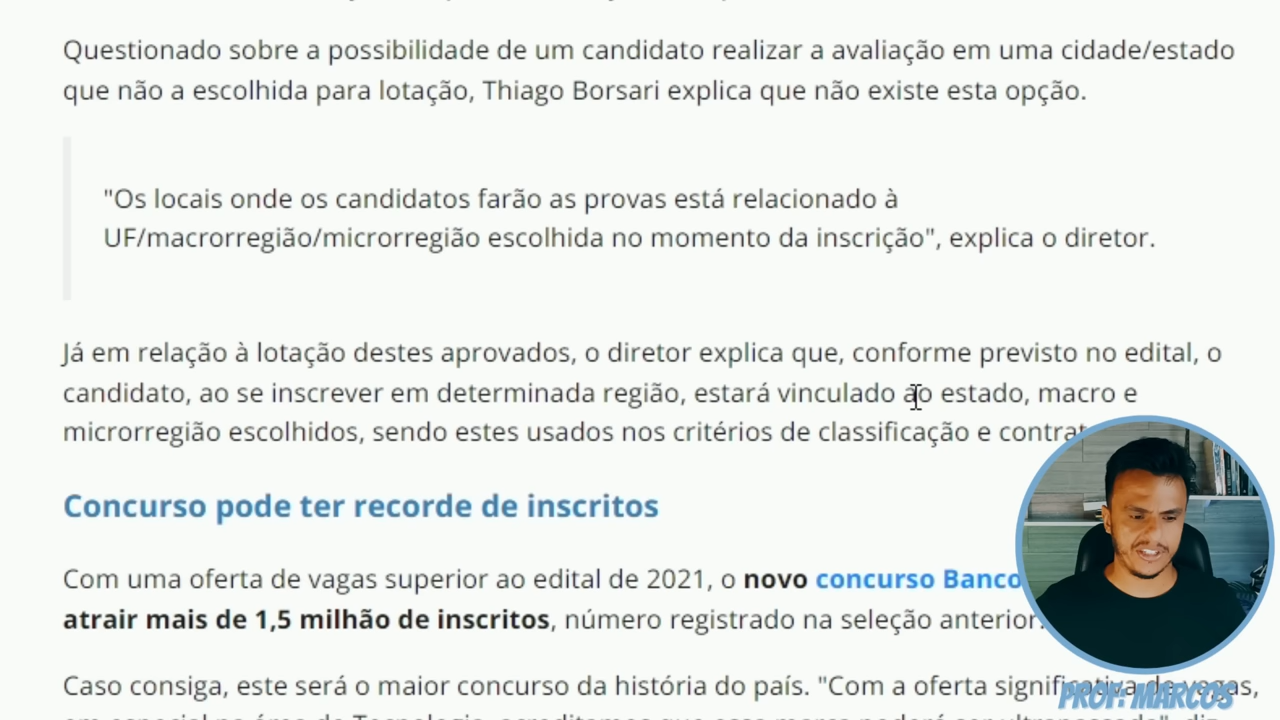 Questionado sobre a possibilidade de um candidato realizar a avaliação em uma cidade/estado
que não a escolhida para lotação, Thiago Borsari explica que não existe esta opção.
"Os locais onde os candidatos farão as provas está relacionado à
UF/macrorregião/microrregião escolhida no momento da inscrição", explica o diretor.
Já em relação à lotação destes aprovados, o diretor explica que, conforme previsto no edital, o
candidato, ao se inscrever em determinada região, estará vinculado ao estado, macro e
microrregião escolhidos, sendo estes usados nos critérios de classificação e
Concurso pode ter recorde de inscritos
Com uma oferta de vagas superior ao edital de 2021, o novo concurso Banco
atrair mais de 1,5 milhão de inscritos, número registrado na seleção anterior.
Caso consiga, este será o maior concurso da história do país. "Com a oferta significativa de vagas,
PROF: MARCOS